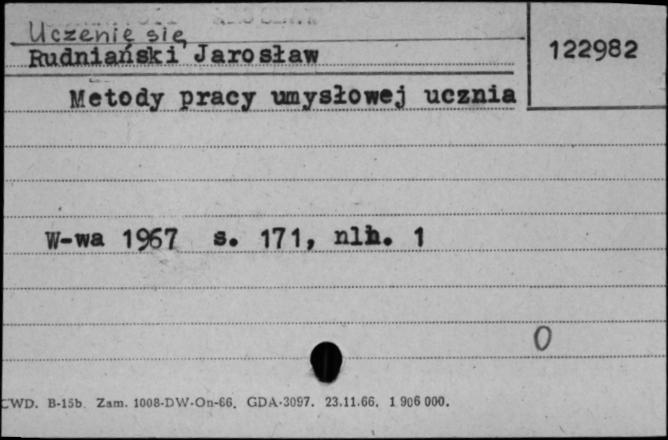 Uczenie się
Rudniański Jarosław
122982
Metody pracy umysłowej ucznia
W-wa 1967 s. 171, nlb. 1
0
CWD. B-15b. Zam. 1008-DW-On-66. GDA-3097. 23.11.66. 1 906 000.